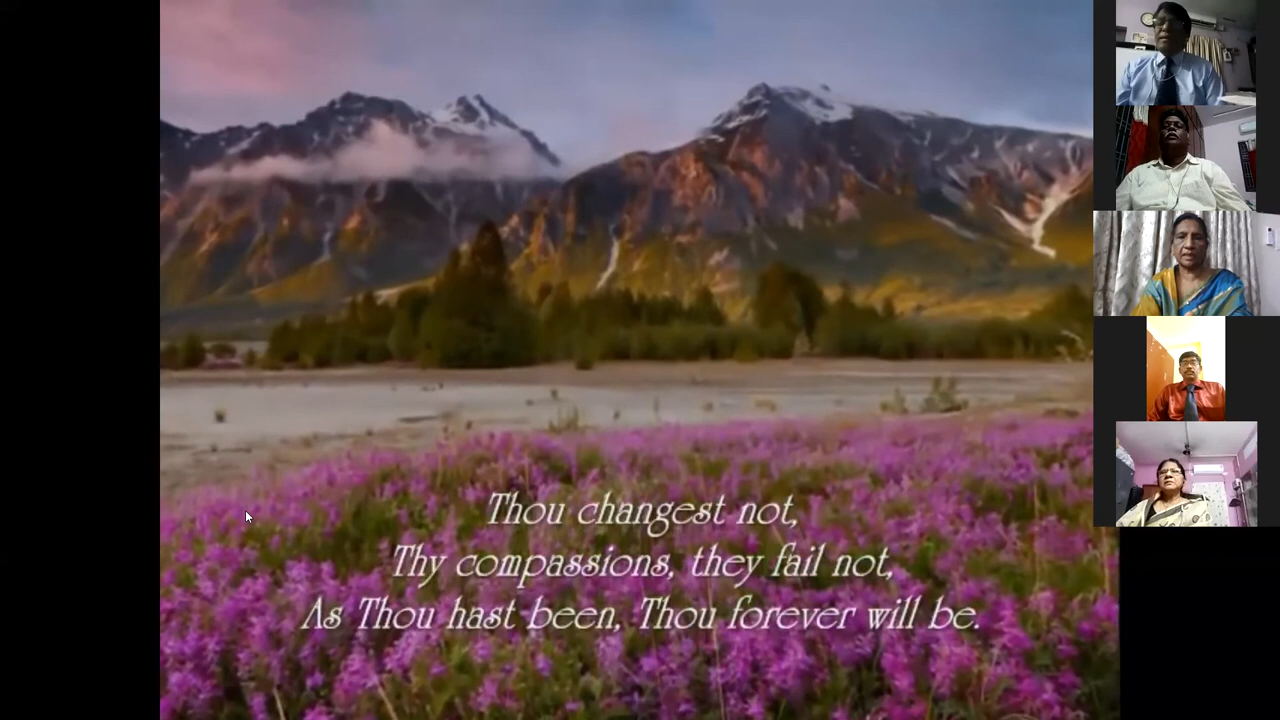 Thou changest not,
Thy compassions, they fail not,
As Thou hast been, Thou forever will be.